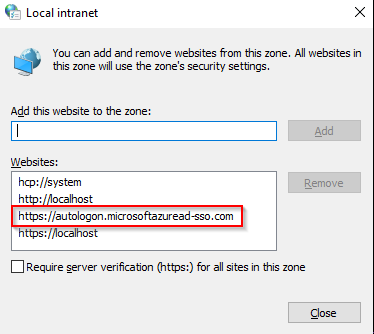 Local intranet
You can add and remove websites from this zone. All websites in
this zone will use the zone's security settings.
Add this website to the zone:
Add
Websites:
hcp://system
http://localhost
https://autologon.microsoftazuread-sso.com
https://localhost
Remove
Require server verification (https:) for all sites in this zone
Close